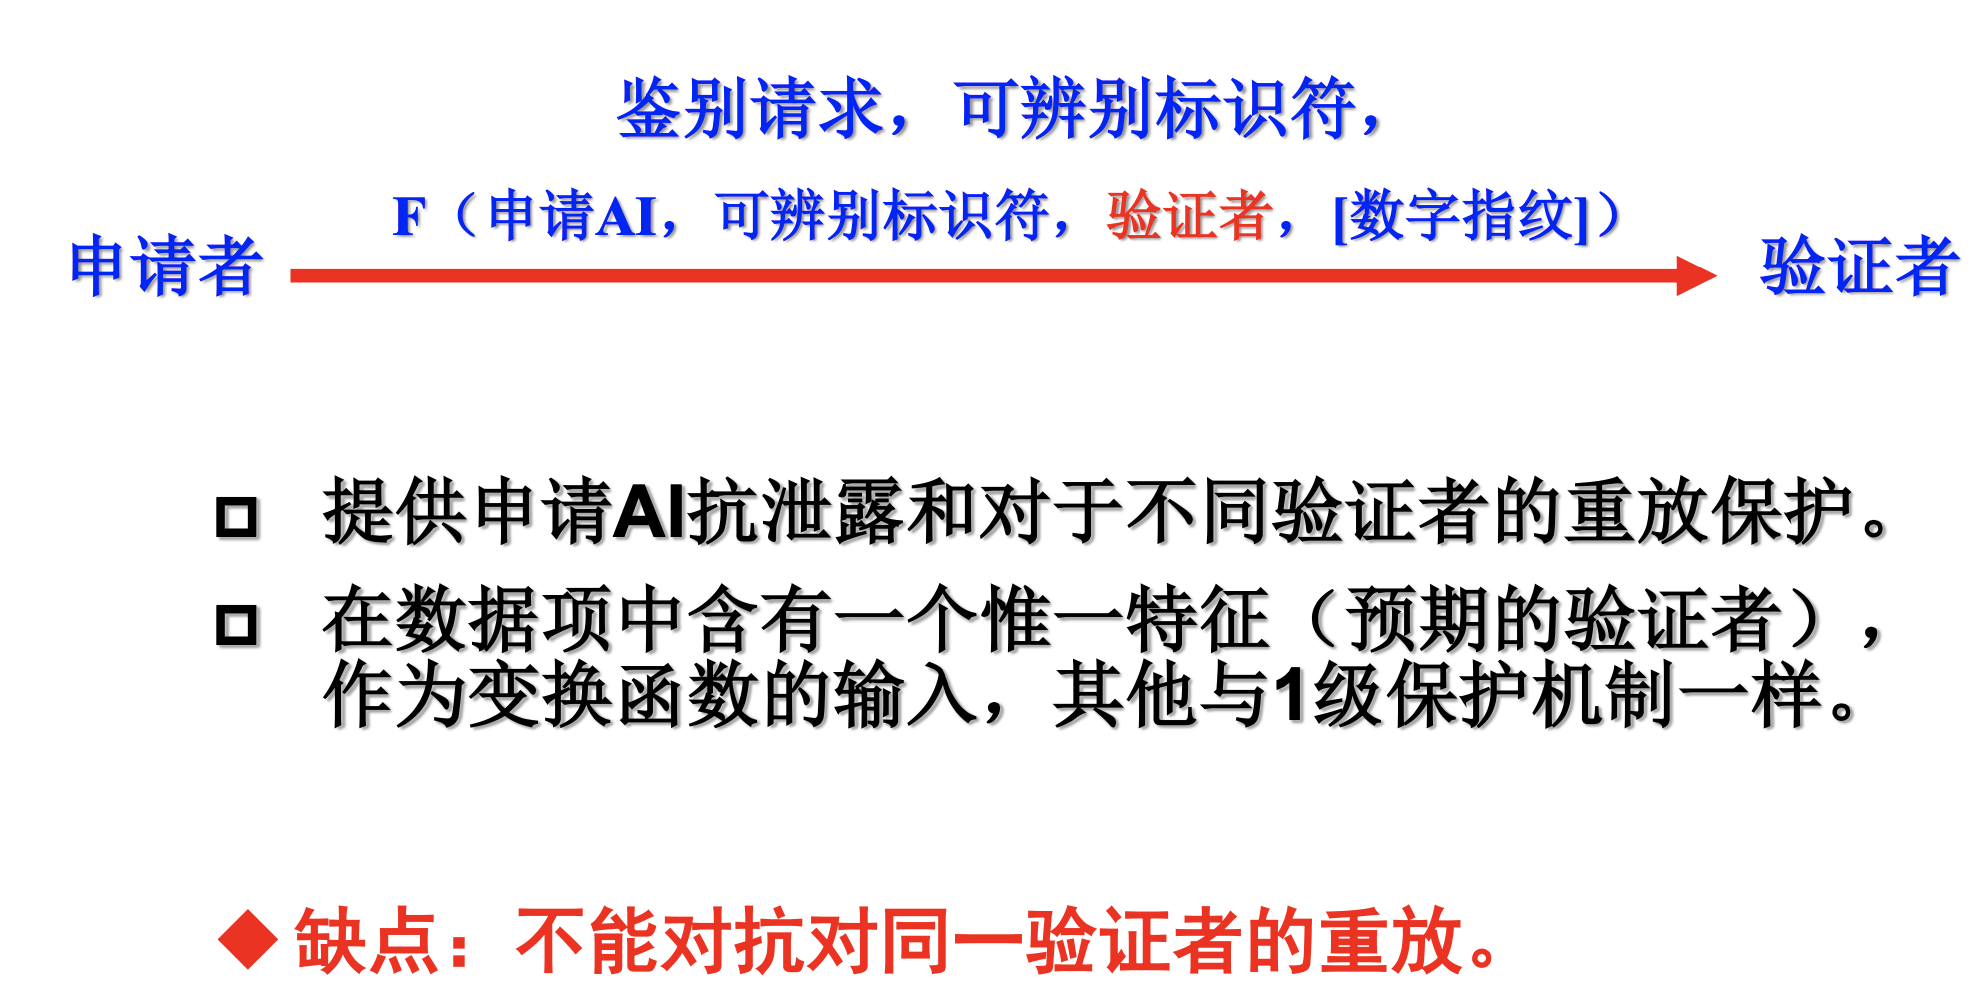 鉴别请求，可辨别标识符，
F（申请AI，可辨别标识符，验证者，[数字指纹]）
申请者
验证者
提供申请AI抗泄露和对于不同验证者的重放保护。
在数据项中含有一个惟一特征（预期的验证者），
作为变换函数的输入，其他与1级保护机制一样。
缺点：不能对抗对同一验证者的重放。